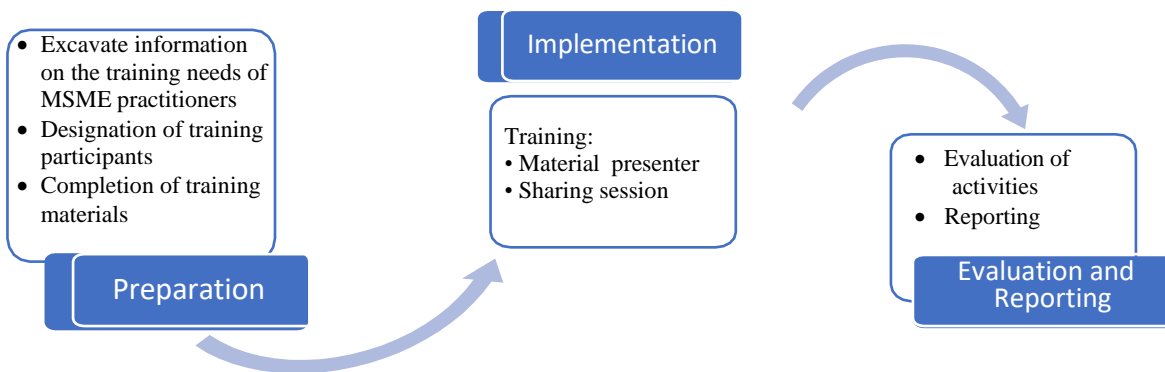 • Excavate information
on the training needs of
MSME practitioners
• Designation of training
participants
• Completion of training
materials
Preparation
Implementation
Training:
• Material presenter
• Sharing session
• Evaluation of
activities
• Reporting
Evaluation and
Reporting